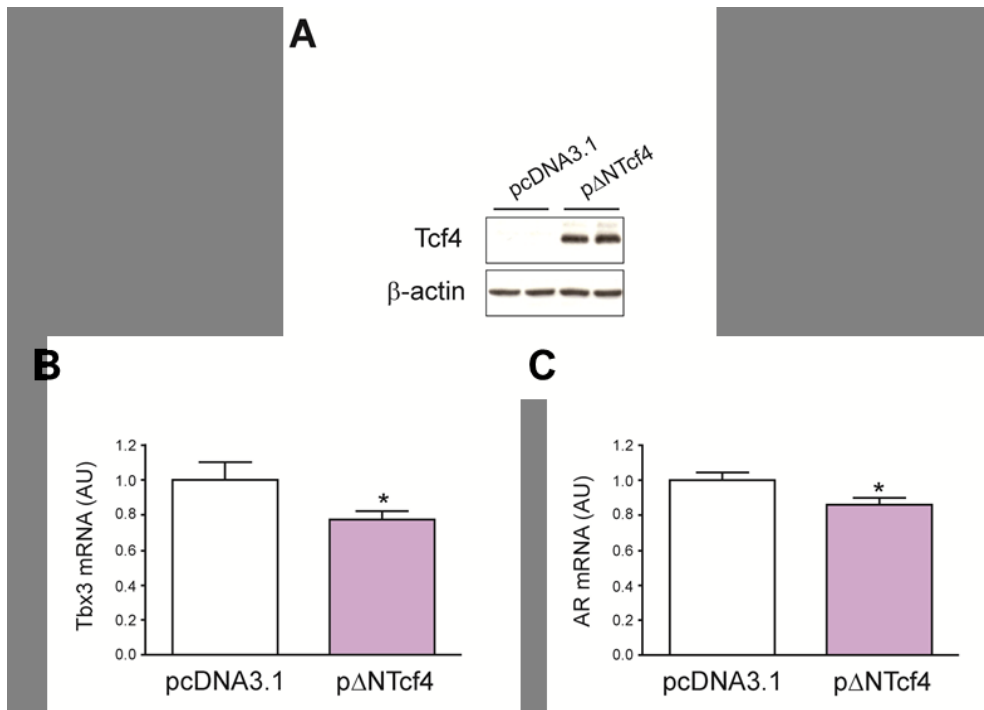 A
pcDNA3.1
pΔNTcf4
Tcf4
β-actin
B
Tbx3 mRNA (AU)
1.2
1.0
0.8
0.6
0.4
0.2
0.0
*
pcDNA3.1
pΔNTcf4
C
AR mRNA (AU)
1.2
1.0
0.8
0.6
0.4
0.2
0.0
*
pcDNA3.1
pΔNTcf4